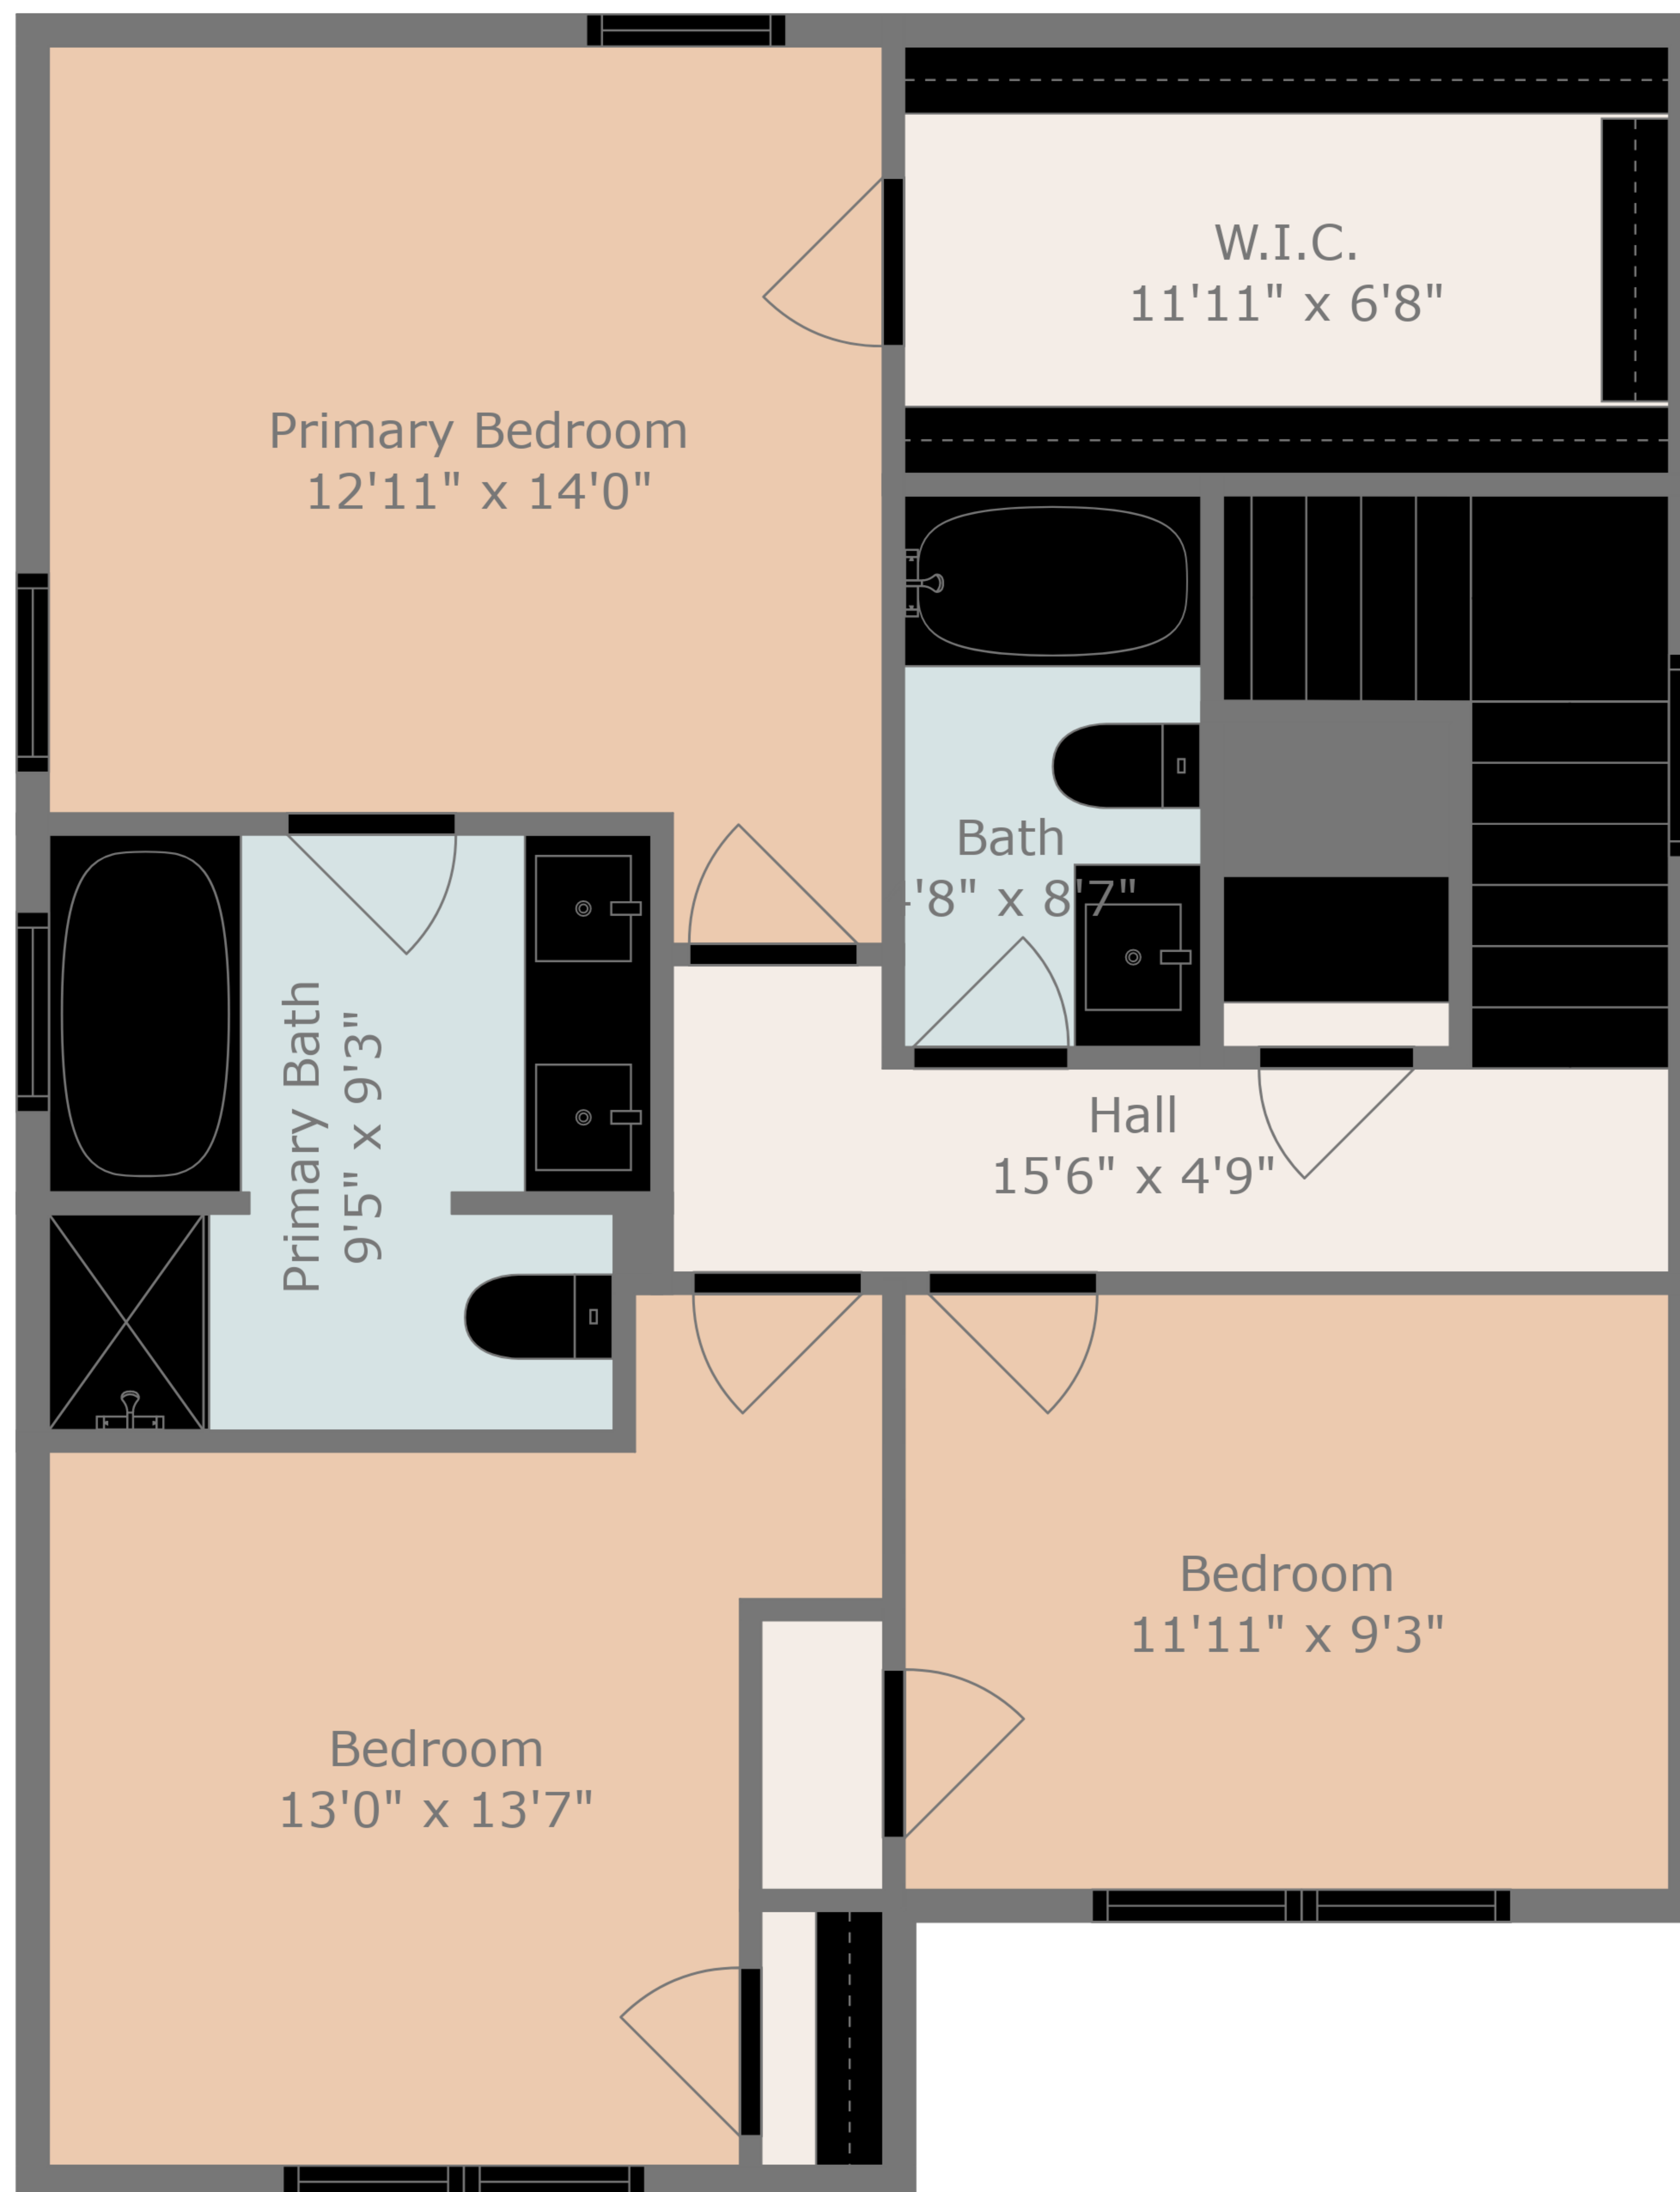 W.I.C.
11'11" x 6'8"
Primary Bedroom
12'11" x 14'0"
Bath
'8" x 8'7"
Primary Bath
9'5" x 9'3"
Hall
15'6" x 4'9"
Bedroom
11'11" x 9'3"
Bedroom
13'0" x 13'7"